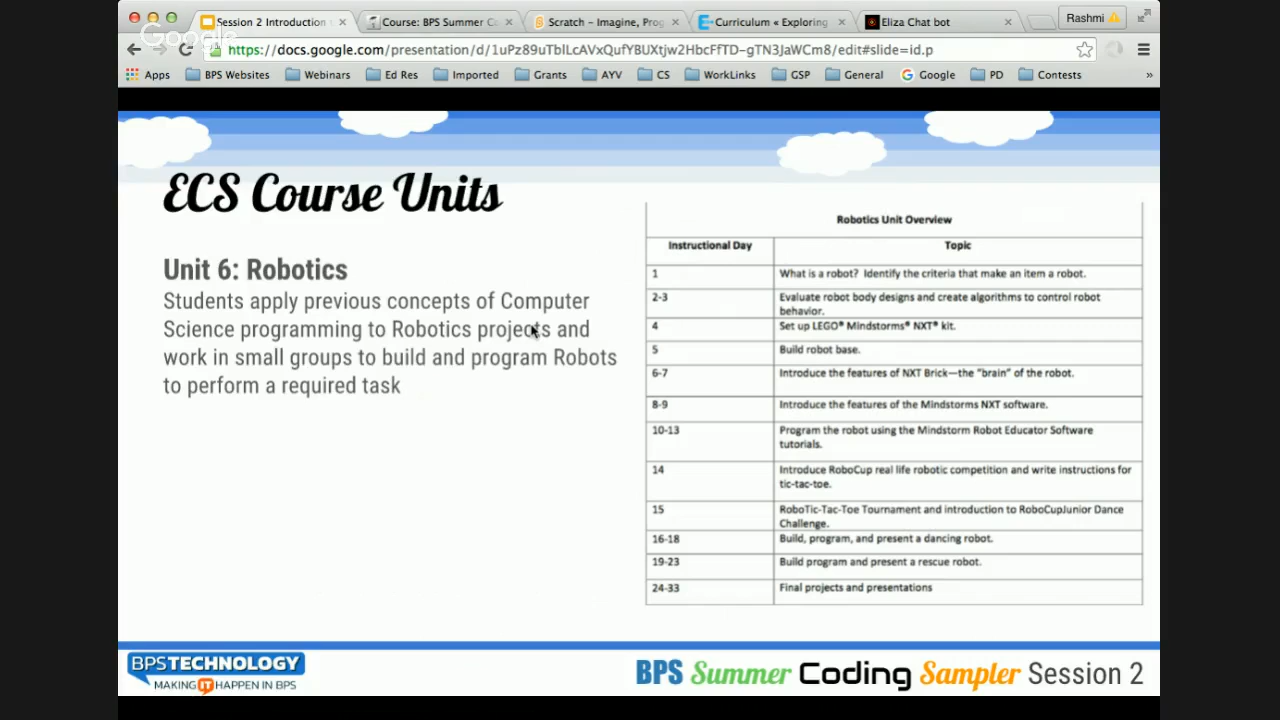 Session 2 Introduction
Course: BPS Summer Co
Scratch – Imagine, Prog
Curriculum « Exploring
Eliza Chat bot
Rashmi
Google
https://docs.google.com/presentation/d/1uPz89uTblLcAVxQufYBUXtjw2HbcFfTD-gTN3JaWCm8/edit#slide=id.p
Apps BPS Websites Webinars Ed Res Imported Grants AYV CS WorkLinks GSP General Google PD Contests »
ECS Course Units
Unit 6: Robotics
Students apply previous concepts of Computer
Science programming to Robotics projects and
work in small groups to build and program Robots
to perform a required task
Robotics Unit Overview
Instructional Day Topic
1 What is a robot? Identify the criteria that make an item a robot.
2-3 Evaluate robot body designs and create algorithms to control robot
behavior.
4 Set up LEGO® Mindstorms® NXT® kit.
5 Build robot base.
6-7 Introduce the features of NXT Brick—the "brain" of the robot.
8-9 Introduce the features of the Mindstorms NXT software.
10-13 Program the robot using the Mindstorm Robot Educator Software
tutorials.
14 Introduce RoboCup real life robotic competition and write instructions for
tic-tac-toe.
15 RoboTic-Tac-Toe Tournament and introduction to RoboCupJunior Dance
Challenge.
16-18 Build, program, and present a dancing robot.
19-23 Build program and present a rescue robot.
24-33 Final projects and presentations
BPSTECHNOLOGY
MAKING IT HAPPEN IN BPS
BPS Summer Coding Sampler Session 2